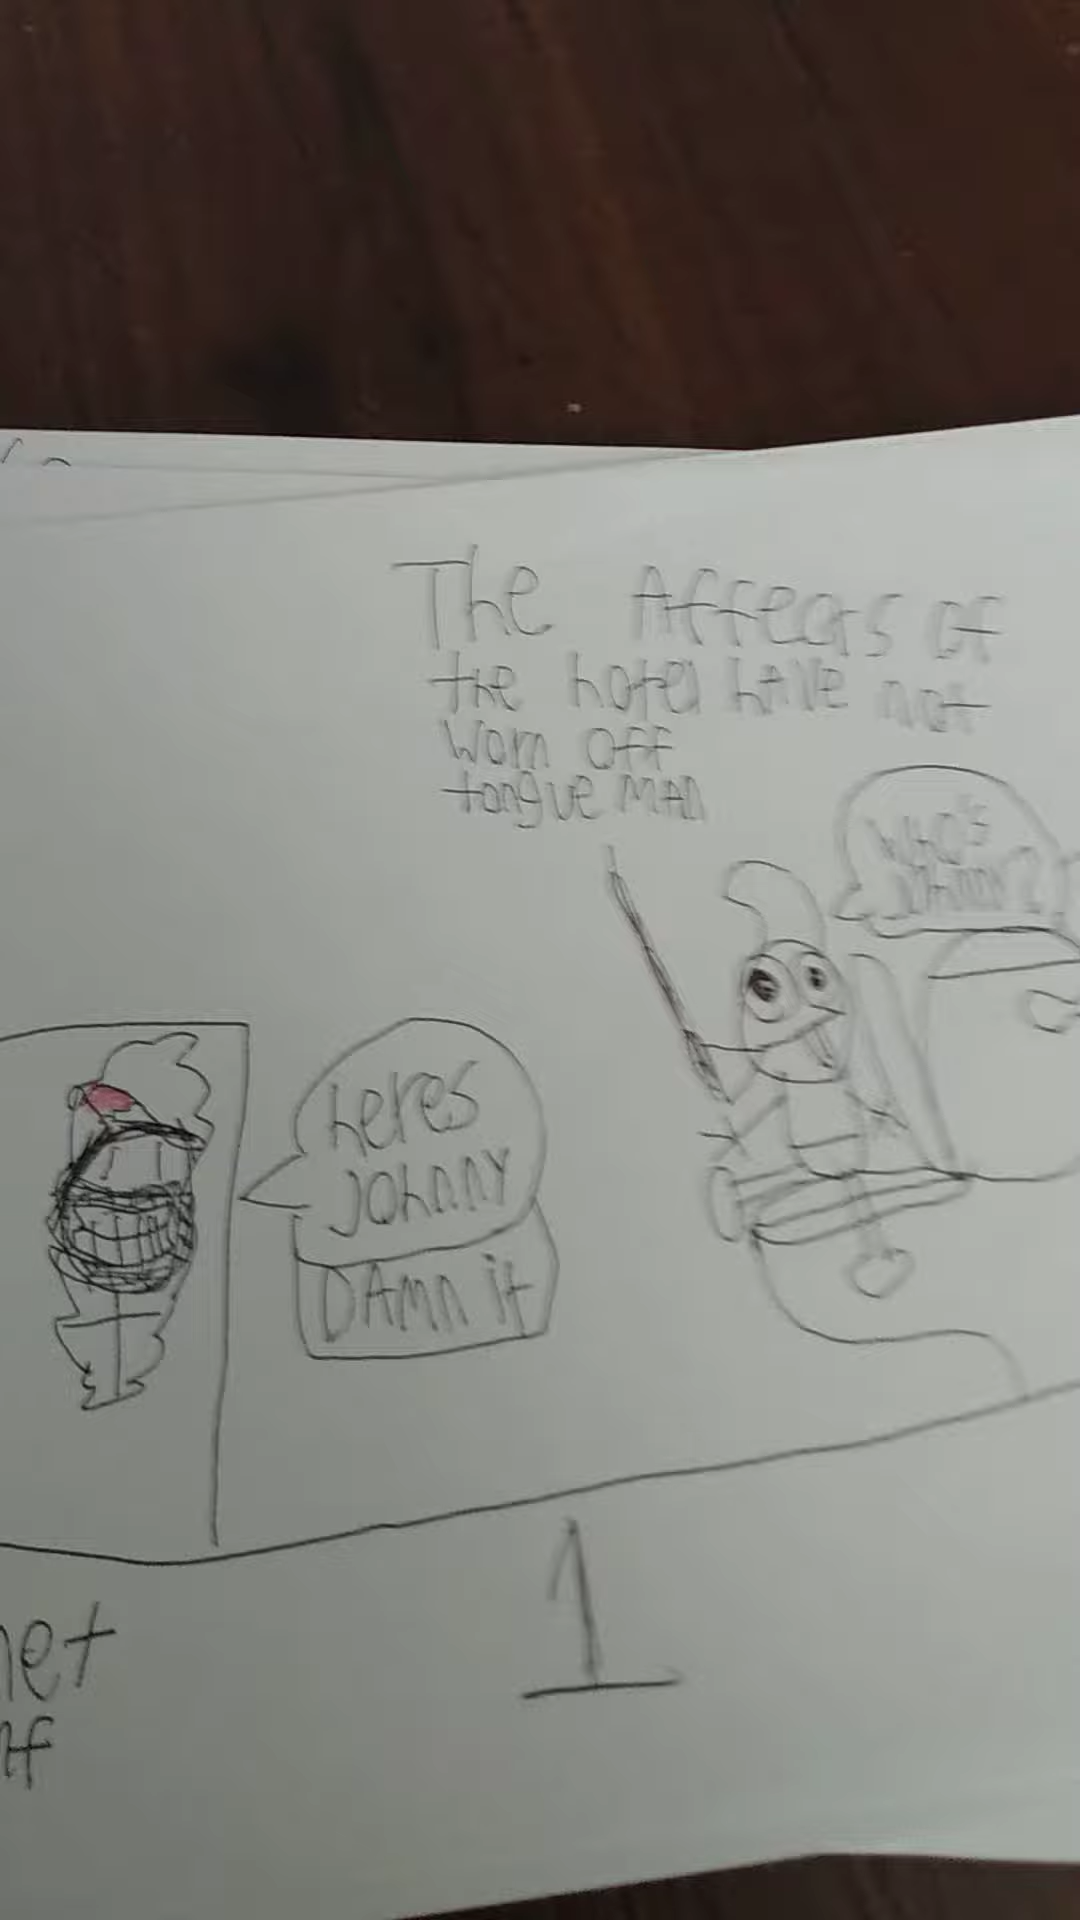 The Affects of
the hotel have not
worn off
tongue man
WHO'S
JOHNNY?
heres
JOHNNY
DAMN it
1